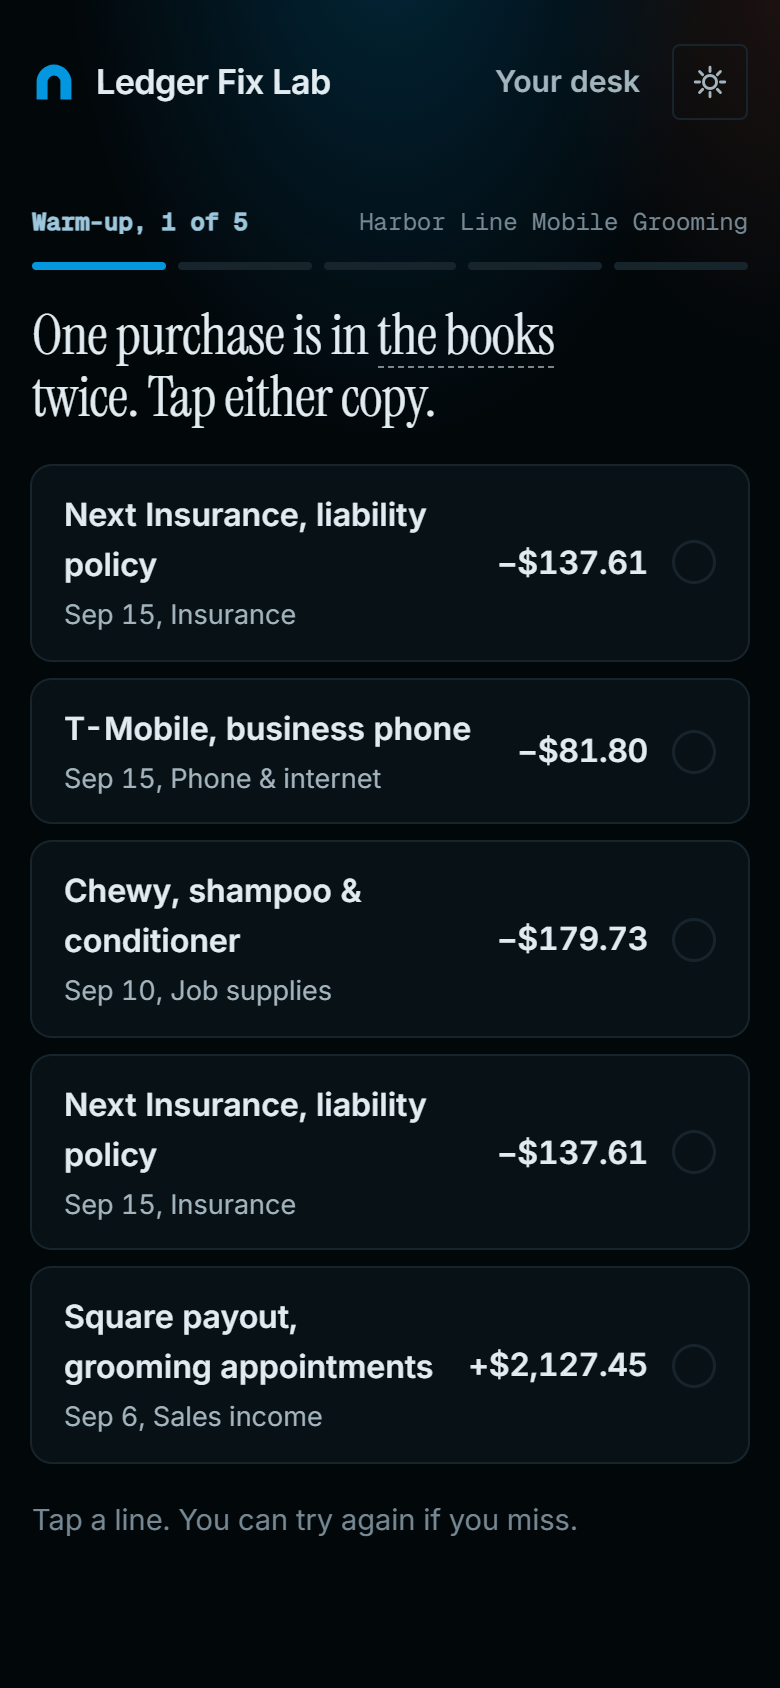 Ledger Fix Lab
Your desk
Warm-up, 1 of 5
Harbor Line Mobile Grooming
One purchase is in the books
twice. Tap either copy.
Next Insurance, liability
policy
−$137.61
Sep 15, Insurance
T-Mobile, business phone
−$81.80
Sep 15, Phone & internet
Chewy, shampoo &
conditioner
−$179.73
Sep 10, Job supplies
Next Insurance, liability
policy
−$137.61
Sep 15, Insurance
Square payout,
grooming appointments
+$2,127.45
Sep 6, Sales income
Tap a line. You can try again if you miss.